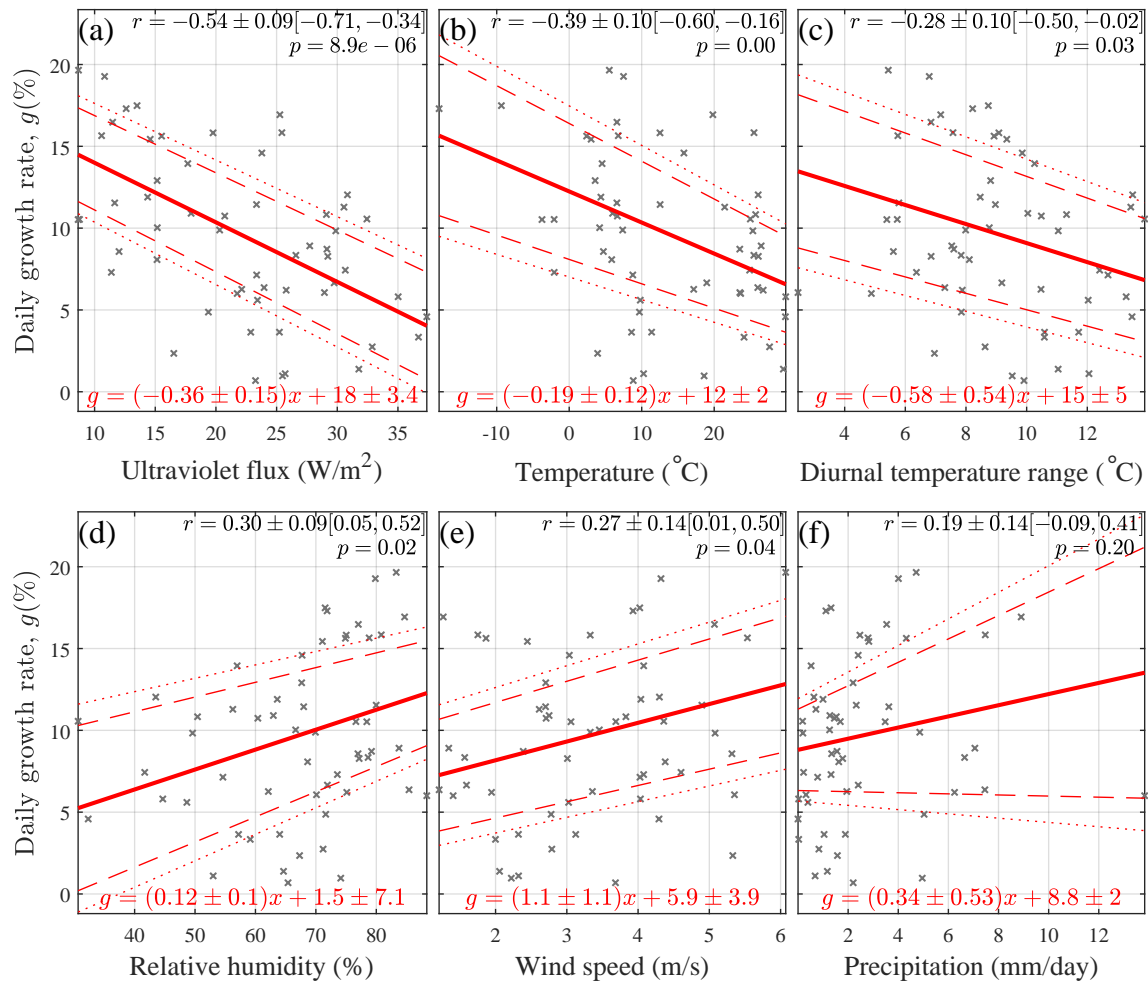 (a)
r = −0.54 ± 0.09[−0.71, −0.34]
p = 8.9e − 06
20
15
10
5
0
Daily growth rate, g(%)
g = (−0.36 ± 0.15)x + 18 ± 3.4
10 15 20 25 30 35
Ultraviolet flux (W/m²)
(b)
r = −0.39 ± 0.10[−0.60, −0.16]
p = 0.00
g = (−0.19 ± 0.12)x + 12 ± 2
-10 0 10 20
Temperature (°C)
(c)
r = −0.28 ± 0.10[−0.50, −0.02]
p = 0.03
g = (−0.58 ± 0.54)x + 15 ± 5
4 6 8 10 12
Diurnal temperature range (°C)
(d)
r = 0.30 ± 0.09[0.05, 0.52]
p = 0.02
20
15
10
5
0
Daily growth rate, g(%)
g = (0.12 ± 0.1)x + 1.5 ± 7.1
40 50 60 70 80
Relative humidity (%)
(e)
r = 0.27 ± 0.14[0.01, 0.50]
p = 0.04
g = (1.1 ± 1.1)x + 5.9 ± 3.9
2 3 4 5 6
Wind speed (m/s)
(f)
r = 0.19 ± 0.14[−0.09, 0.41]
p = 0.20
g = (0.34 ± 0.53)x + 8.8 ± 2
2 4 6 8 10 12
Precipitation (mm/day)